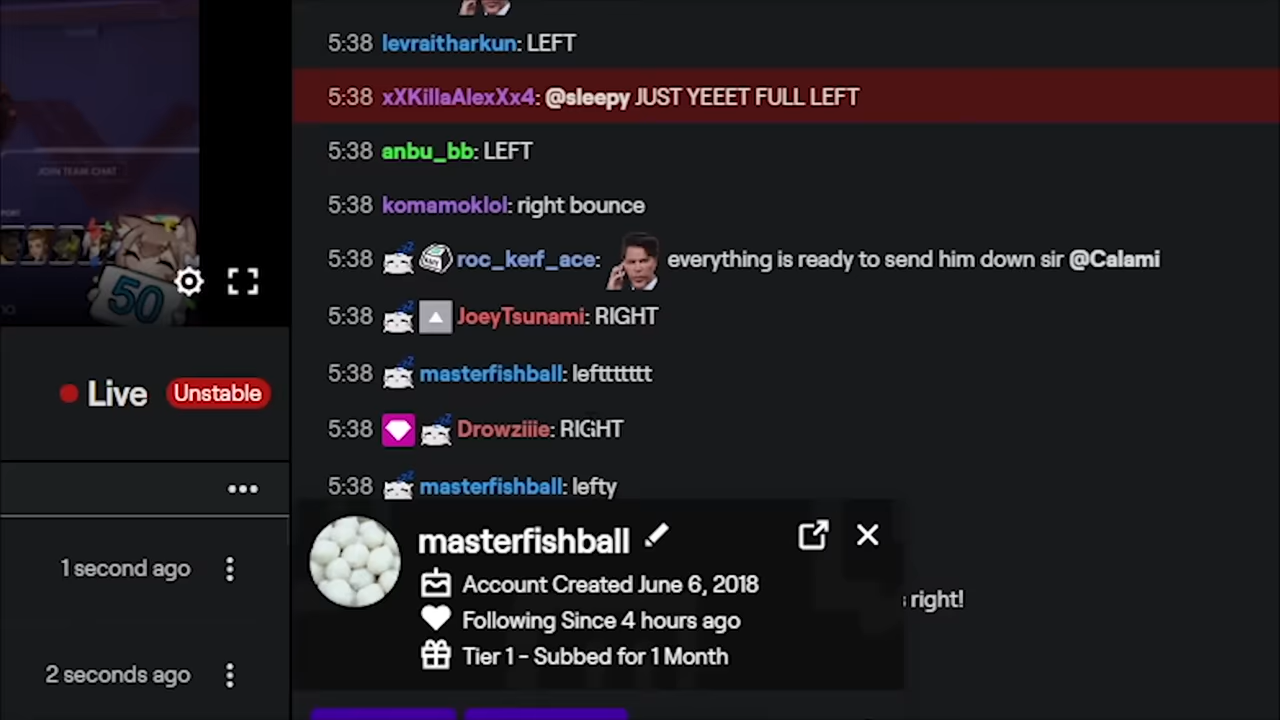 5:38 levraitharkun: LEFT
5:38 xXKillaAlexXx4: @sleepy JUST YEEET FULL LEFT
5:38 anbu_bb: LEFT
5:38 komamoklol: right bounce
5:38 roc_kerf_ace: everything is ready to send him down sir @Calami
5:38 JoeyTsunami: RIGHT
5:38 masterfishball: lefttttttt
5:38 Drowziiie: RIGHT
5:38 masterfishball: lefty
JOIN TEAM CHAT
50
Live Unstable
1 second ago
2 seconds ago
masterfishball
Account Created June 6, 2018
Following Since 4 hours ago
Tier 1 - Subbed for 1 Month
right!